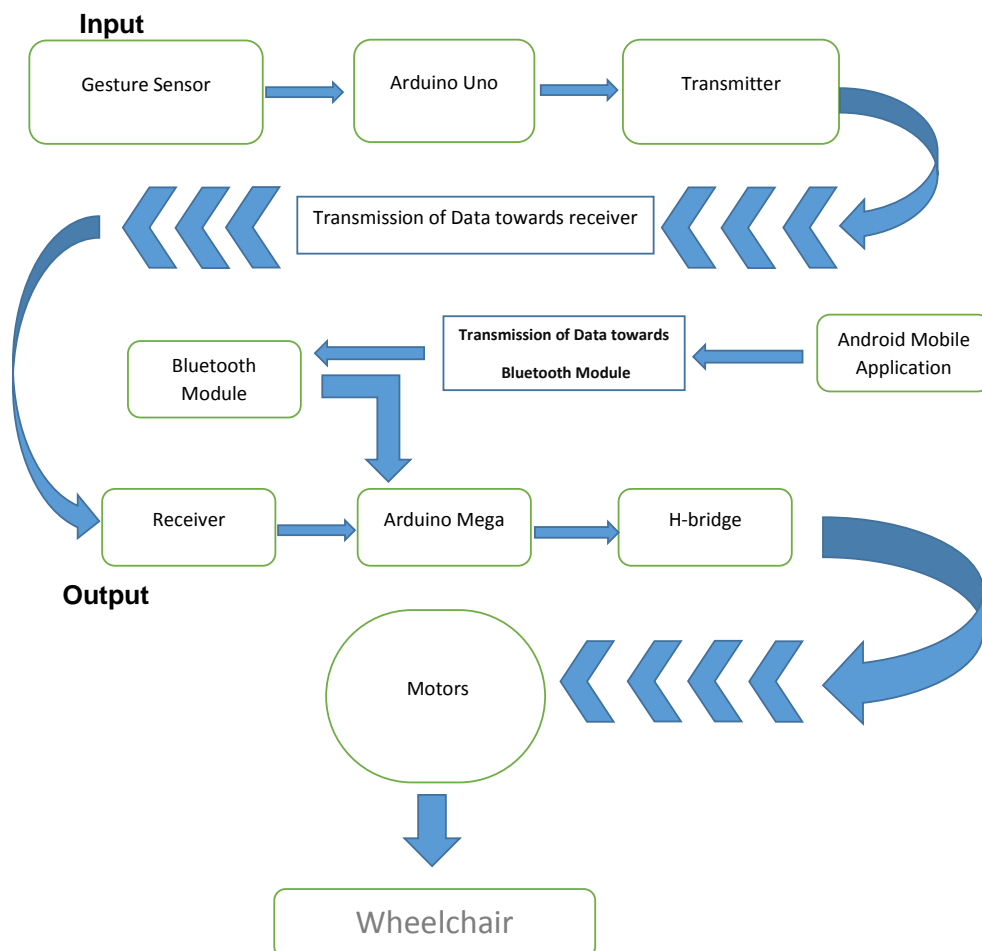 Input
Gesture Sensor
Arduino Uno
Transmitter
Transmission of Data towards receiver
Transmission of Data towards
Bluetooth Module
Android Mobile
Application
Bluetooth
Module
Receiver
Arduino Mega
H-bridge
Output
Motors
Wheelchair